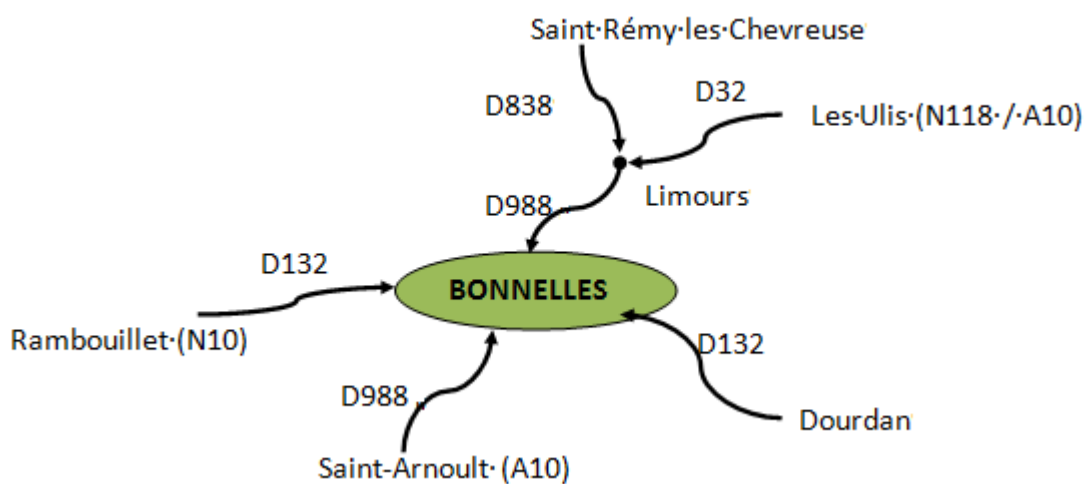 Saint·Rémy·les·Chevreuse
D838
D32
Les·Ulis·(N118·/·A10)
Limours
D988
D132
BONNELLES
Rambouillet·(N10)
D132
D988
Dourdan
Saint-Arnoult·(A10)